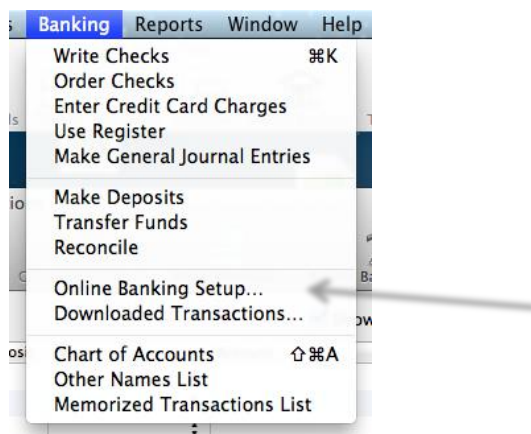 s Banking Reports Window Help
Write Checks ⌘K
Order Checks
Enter Credit Card Charges
Use Register
Make General Journal Entries
Make Deposits
Transfer Funds
Reconcile
Online Banking Setup...
Downloaded Transactions...
Chart of Accounts ⇧⌘A
Other Names List
Memorized Transactions List